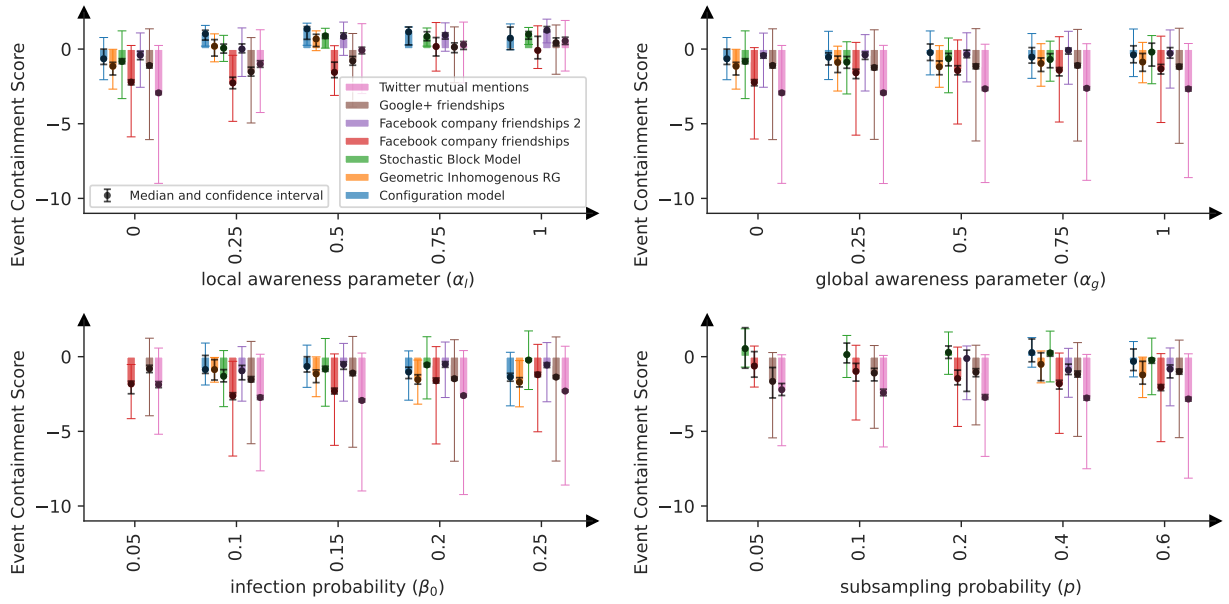 Event Containment Score
0
−5
−10
Twitter mutual mentions
Google+ friendships
Facebook company friendships 2
Facebook company friendships
Stochastic Block Model
Geometric Inhomogenous RG
Configuration model
Median and confidence interval
0
0.25
0.5
0.75
1
local awareness parameter (αl)
Event Containment Score
0
−5
−10
0
0.25
0.5
0.75
1
global awareness parameter (αg)
Event Containment Score
0
−5
−10
0.05
0.1
0.15
0.2
0.25
infection probability (β0)
Event Containment Score
0
−5
−10
0.05
0.1
0.2
0.4
0.6
subsampling probability (p)